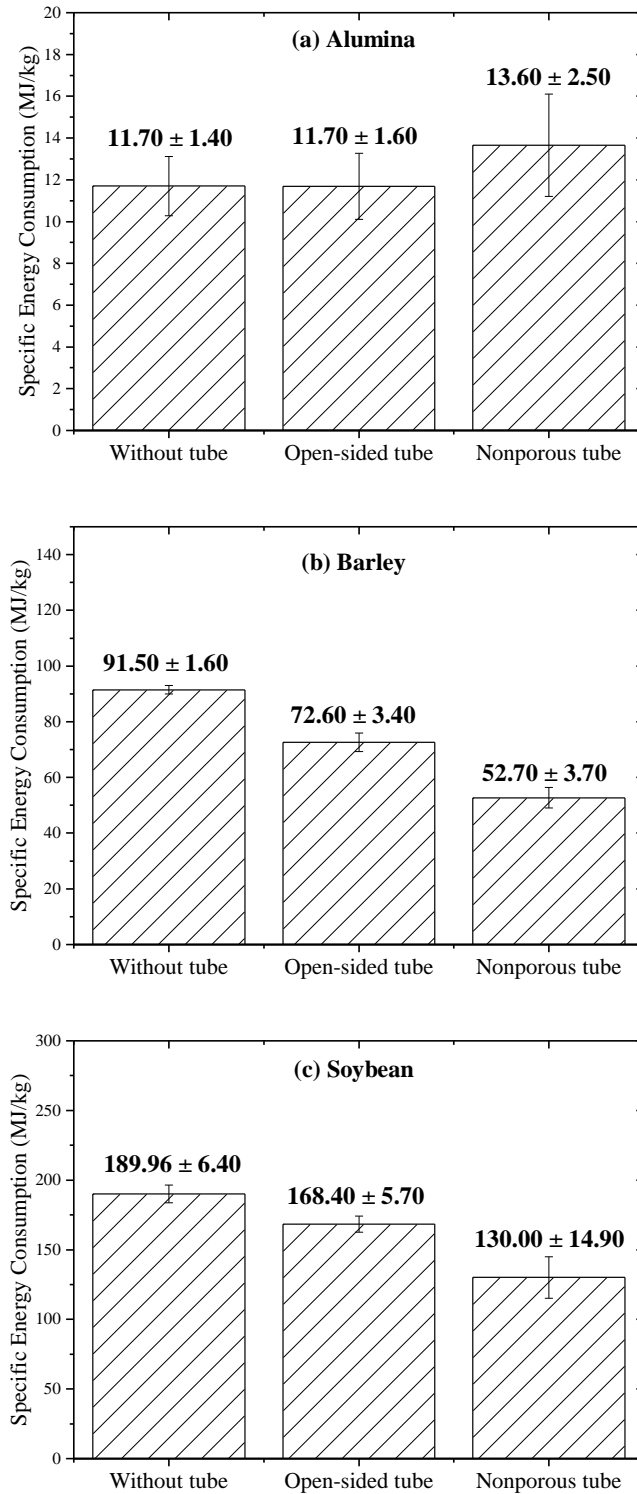 (a) Alumina
Specific Energy Consumption (MJ/kg)
20
18
16
14
12
10
8
6
4
2
0
11.70 ± 1.40
11.70 ± 1.60
13.60 ± 2.50
Without tube
Open-sided tube
Nonporous tube
(b) Barley
Specific Energy Consumption (MJ/kg)
140
120
100
80
60
40
20
0
91.50 ± 1.60
72.60 ± 3.40
52.70 ± 3.70
Without tube
Open-sided tube
Nonporous tube
(c) Soybean
Specific Energy Consumption (MJ/kg)
300
250
200
150
100
50
0
189.96 ± 6.40
168.40 ± 5.70
130.00 ± 14.90
Without tube
Open-sided tube
Nonporous tube